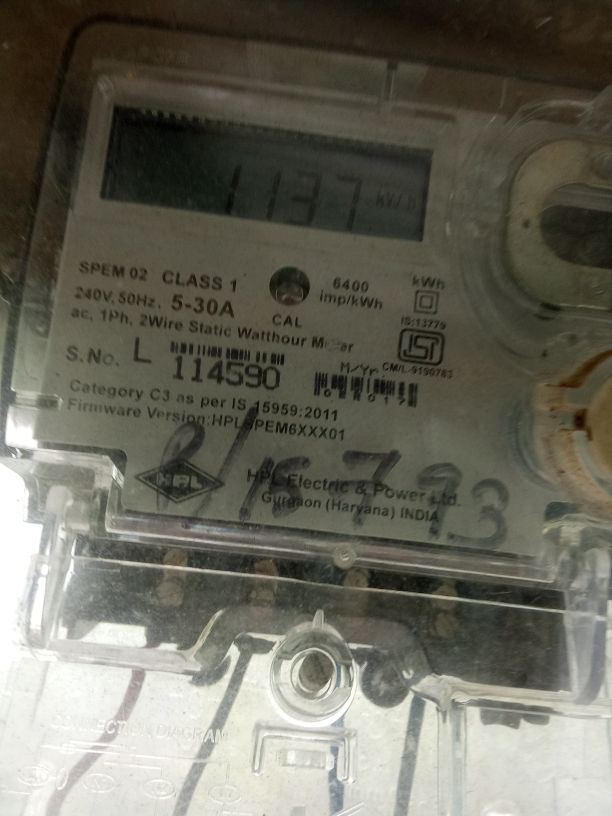 1137 kWh
SPEM 02 CLASS 1
6400
imp/kWh
kWh
240V, 50Hz. 5-30A
CAL
IS:13779
ac, 1Ph, 2Wire Static Watthour Meter
ISI
CM/L-9190783
S.No. L 114590
M/Yr.
Category C3 as per IS 15959:2011
Firmware Version:HPLSPEM6XXX01
HPL
HPL Electric & Power Ltd.
Gurgaon (Haryana) INDIA
CONNECTION DIAGRAM